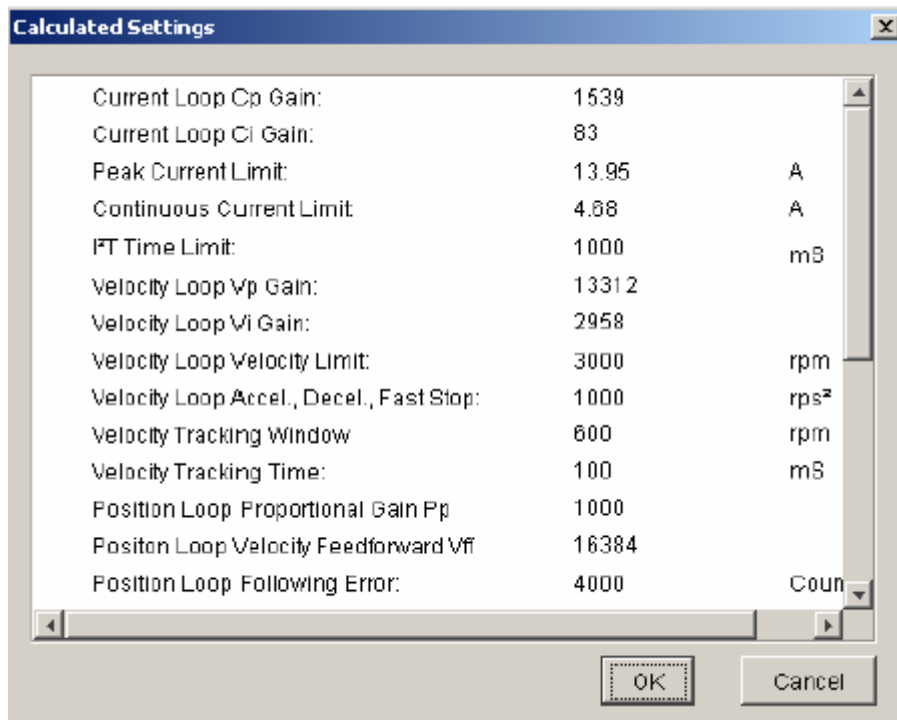 Calculated Settings
Current Loop Cp Gain: 1539
Current Loop Ci Gain: 83
Peak Current Limit: 13.95 A
Continuous Current Limit 4.68 A
I²T Time Limit: 1000 mS
Velocity Loop Vp Gain: 13312
Velocity Loop Vi Gain: 2958
Velocity Loop Velocity Limit: 3000 rpm
Velocity Loop Accel., Decel., Fast Stop: 1000 rps²
Velocity Tracking Window 600 rpm
Velocity Tracking Time: 100 mS
Position Loop Proportional Gain Pp 1000
Positon Loop Velocity Feedforward Vff 16384
Position Loop Following Error: 4000 Coun
OK Cancel